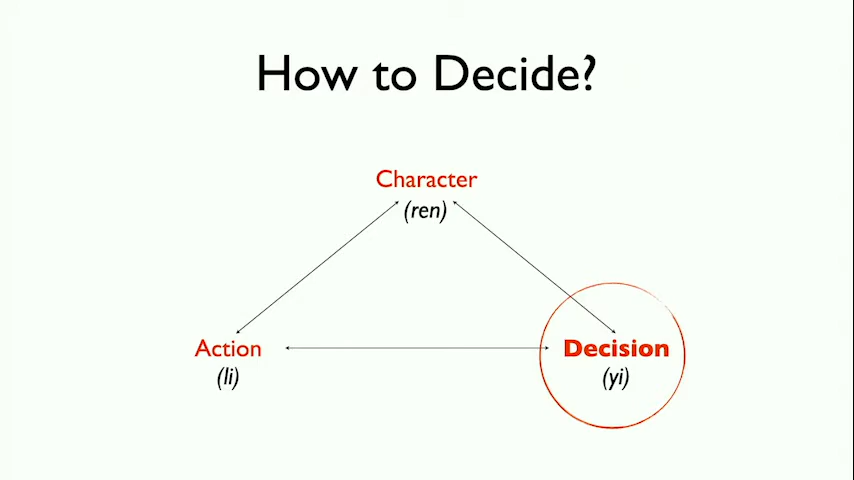 How to Decide?
Character
(ren)
Action
(li)
Decision
(yi)